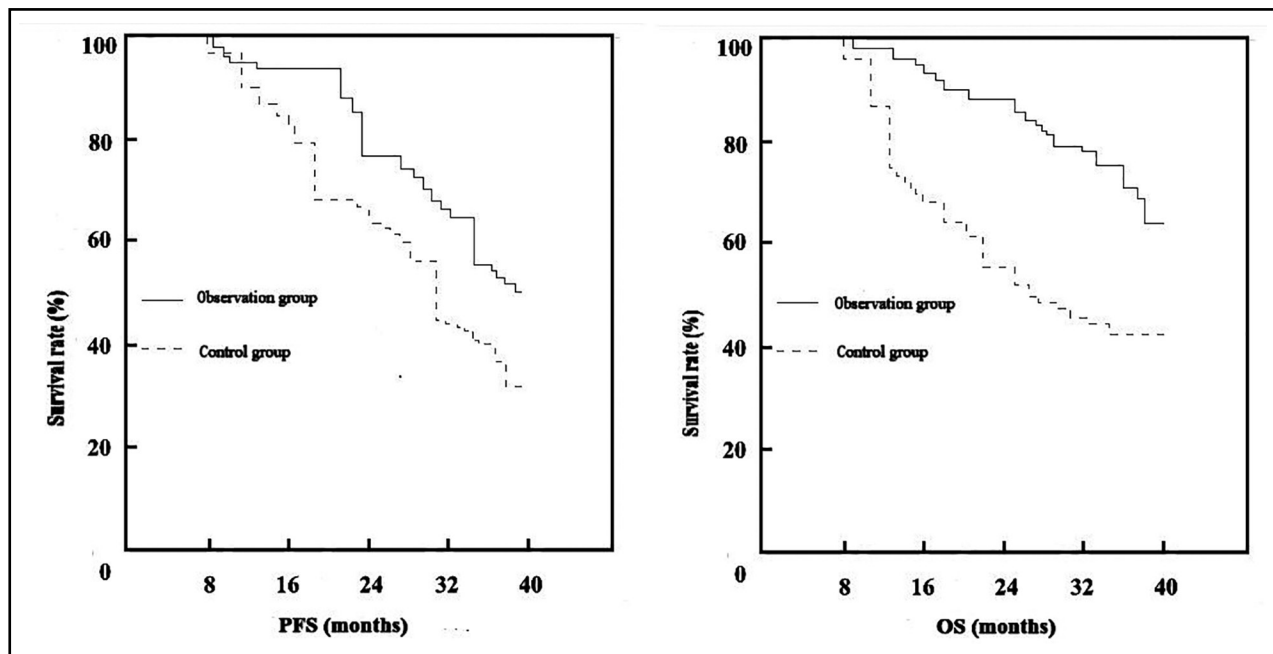 100
80
60
40
20
0
Survival rate (%)
Observation group
Control group
8 16 24 32 40
PFS (months)
100
80
60
40
20
0
Survival rate (%)
Observation group
Control group
8 16 24 32 40
OS (months)